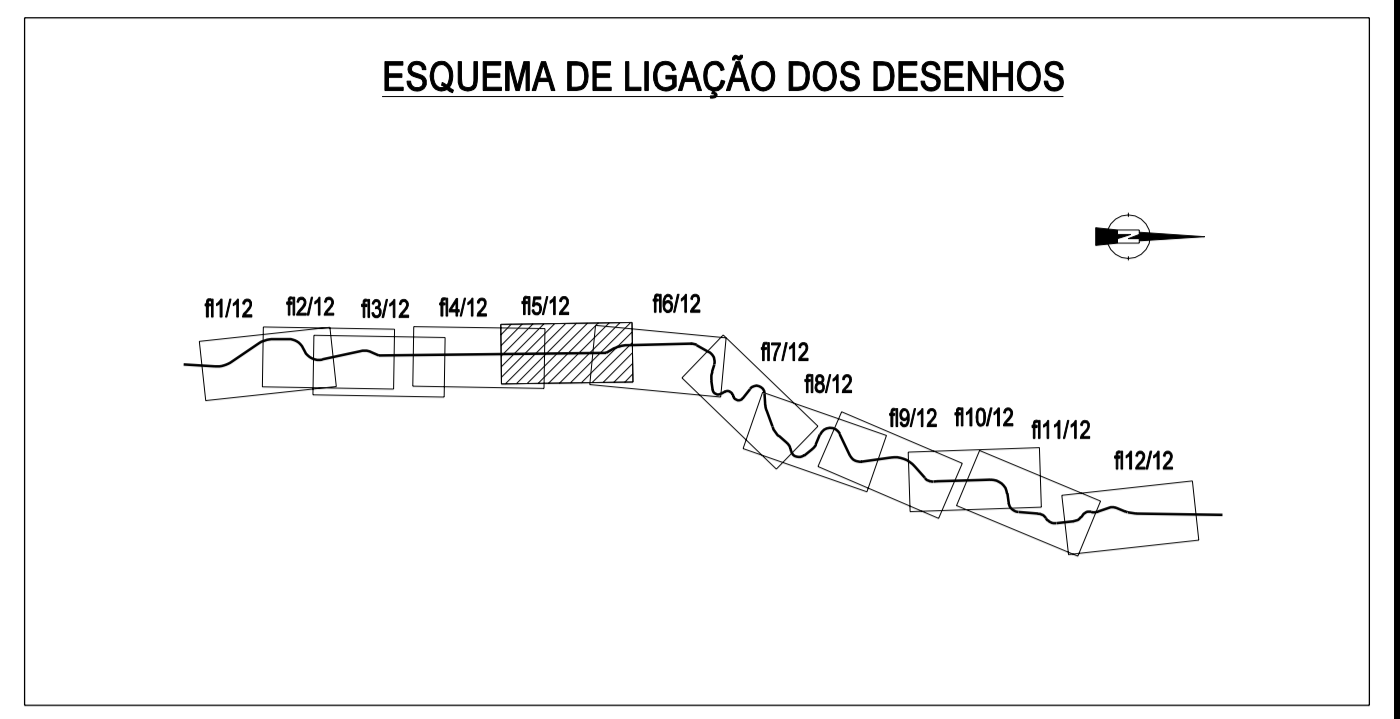 ESQUEMA DE LIGAÇÃO DOS DESENHOS
N
fl1/12 fl2/12 fl3/12 fl4/12 fl5/12 fl6/12
fl7/12
fl8/12
fl9/12 fl10/12 fl11/12
fl12/12